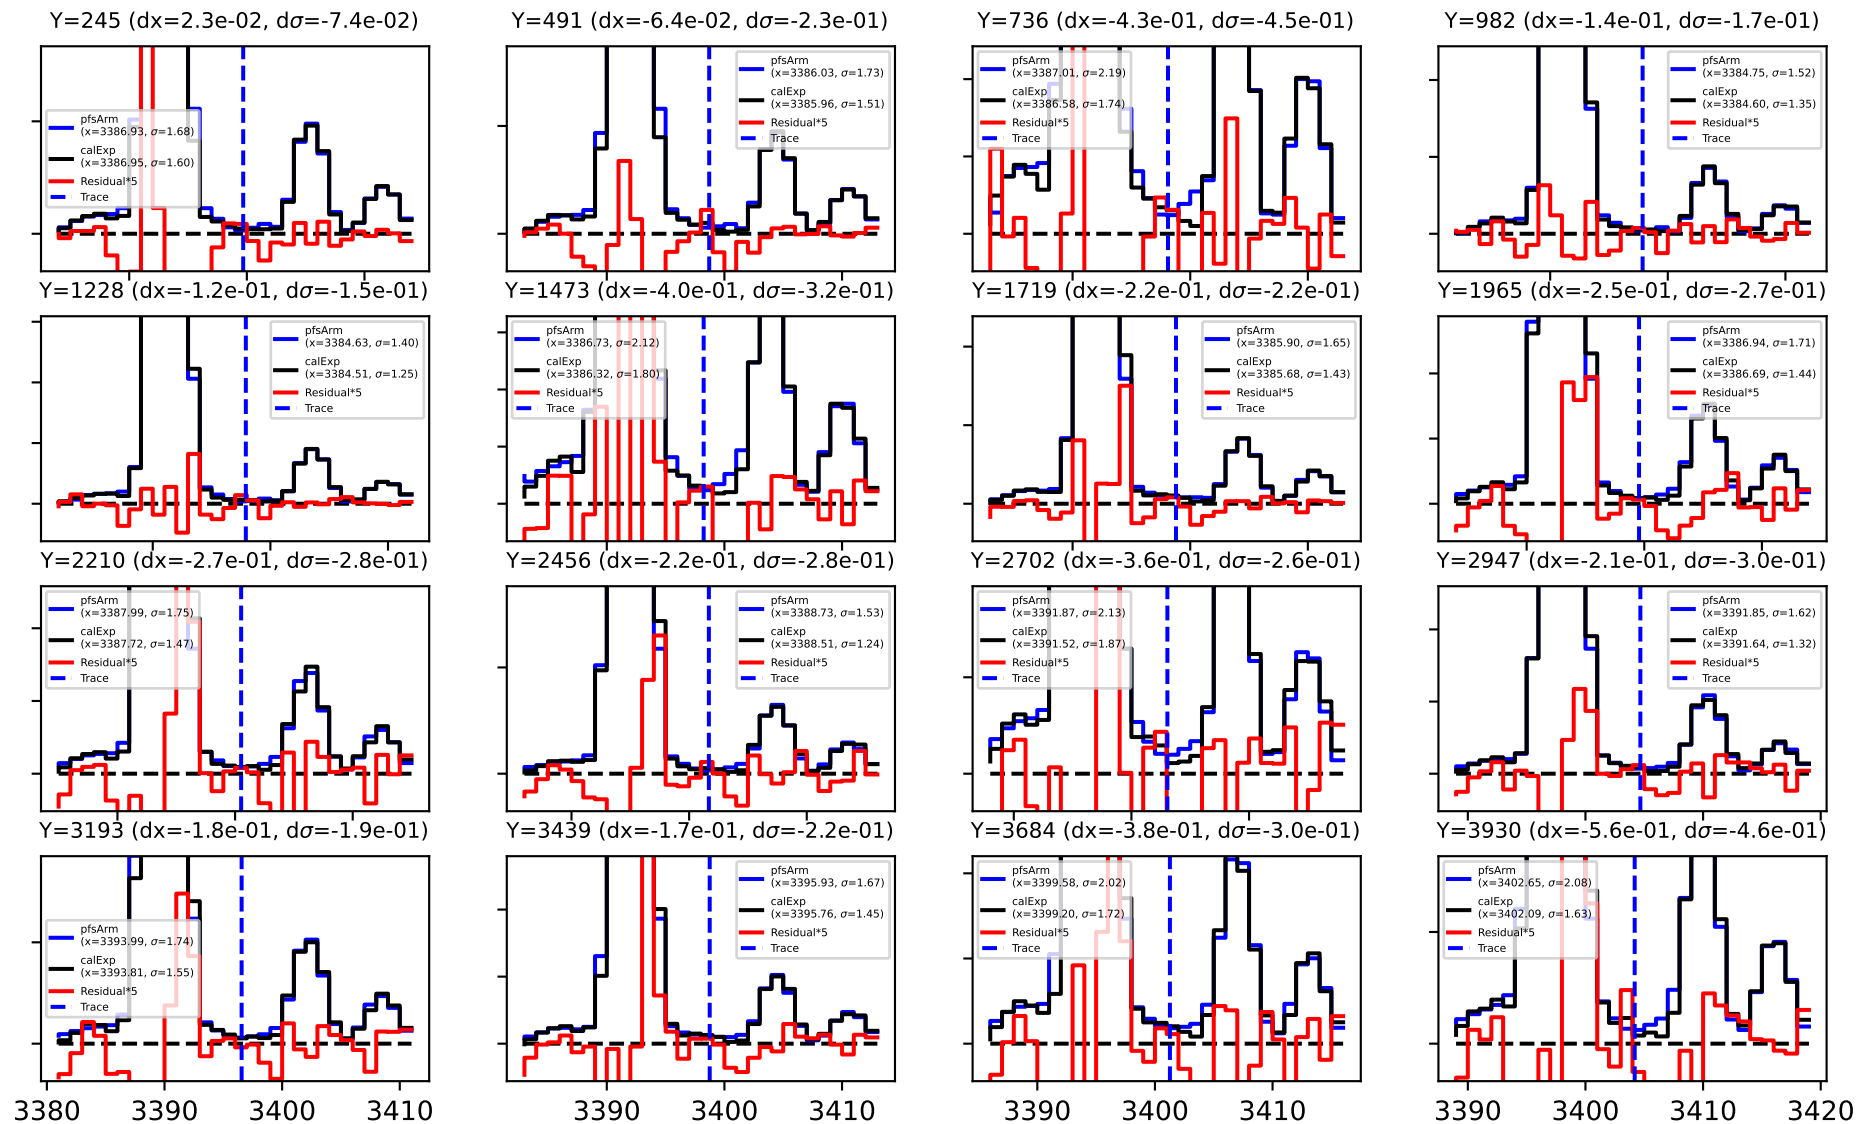 Y=245 (dx=2.3e-02, dσ=-7.4e-02)
pfsArm
(x=3386.93, σ=1.68)
calExp
(x=3386.95, σ=1.60)
Residual*5
Trace
Y=491 (dx=-6.4e-02, dσ=-2.3e-01)
pfsArm
(x=3386.03, σ=1.73)
calExp
(x=3385.96, σ=1.51)
Residual*5
Trace
Y=736 (dx=-4.3e-01, dσ=-4.5e-01)
pfsArm
(x=3387.01, σ=2.19)
calExp
(x=3386.58, σ=1.74)
Residual*5
Trace
Y=982 (dx=-1.4e-01, dσ=-1.7e-01)
pfsArm
(x=3384.75, σ=1.52)
calExp
(x=3384.60, σ=1.35)
Residual*5
Trace
Y=1228 (dx=-1.2e-01, dσ=-1.5e-01)
pfsArm
(x=3384.63, σ=1.40)
calExp
(x=3384.51, σ=1.25)
Residual*5
Trace
Y=1473 (dx=-4.0e-01, dσ=-3.2e-01)
pfsArm
(x=3386.73, σ=2.12)
calExp
(x=3386.32, σ=1.80)
Residual*5
Trace
Y=1719 (dx=-2.2e-01, dσ=-2.2e-01)
pfsArm
(x=3385.90, σ=1.65)
calExp
(x=3385.68, σ=1.43)
Residual*5
Trace
Y=1965 (dx=-2.5e-01, dσ=-2.7e-01)
pfsArm
(x=3386.94, σ=1.71)
calExp
(x=3386.69, σ=1.44)
Residual*5
Trace
Y=2210 (dx=-2.7e-01, dσ=-2.8e-01)
pfsArm
(x=3387.99, σ=1.75)
calExp
(x=3387.72, σ=1.47)
Residual*5
Trace
Y=2456 (dx=-2.2e-01, dσ=-2.8e-01)
pfsArm
(x=3388.73, σ=1.53)
calExp
(x=3388.51, σ=1.24)
Residual*5
Trace
Y=2702 (dx=-3.6e-01, dσ=-2.6e-01)
pfsArm
(x=3391.87, σ=2.13)
calExp
(x=3391.52, σ=1.87)
Residual*5
Trace
Y=2947 (dx=-2.1e-01, dσ=-3.0e-01)
pfsArm
(x=3391.85, σ=1.62)
calExp
(x=3391.64, σ=1.32)
Residual*5
Trace
Y=3193 (dx=-1.8e-01, dσ=-1.9e-01)
pfsArm
(x=3393.99, σ=1.74)
calExp
(x=3393.81, σ=1.55)
Residual*5
Trace
Y=3439 (dx=-1.7e-01, dσ=-2.2e-01)
pfsArm
(x=3395.93, σ=1.67)
calExp
(x=3395.76, σ=1.45)
Residual*5
Trace
Y=3684 (dx=-3.8e-01, dσ=-3.0e-01)
pfsArm
(x=3399.58, σ=2.02)
calExp
(x=3399.20, σ=1.72)
Residual*5
Trace
Y=3930 (dx=-5.6e-01, dσ=-4.6e-01)
pfsArm
(x=3402.65, σ=2.08)
calExp
(x=3402.09, σ=1.63)
Residual*5
Trace
3380 3390 3400 3410
3390 3400 3410
3390 3400 3410
3390 3400 3410 3420